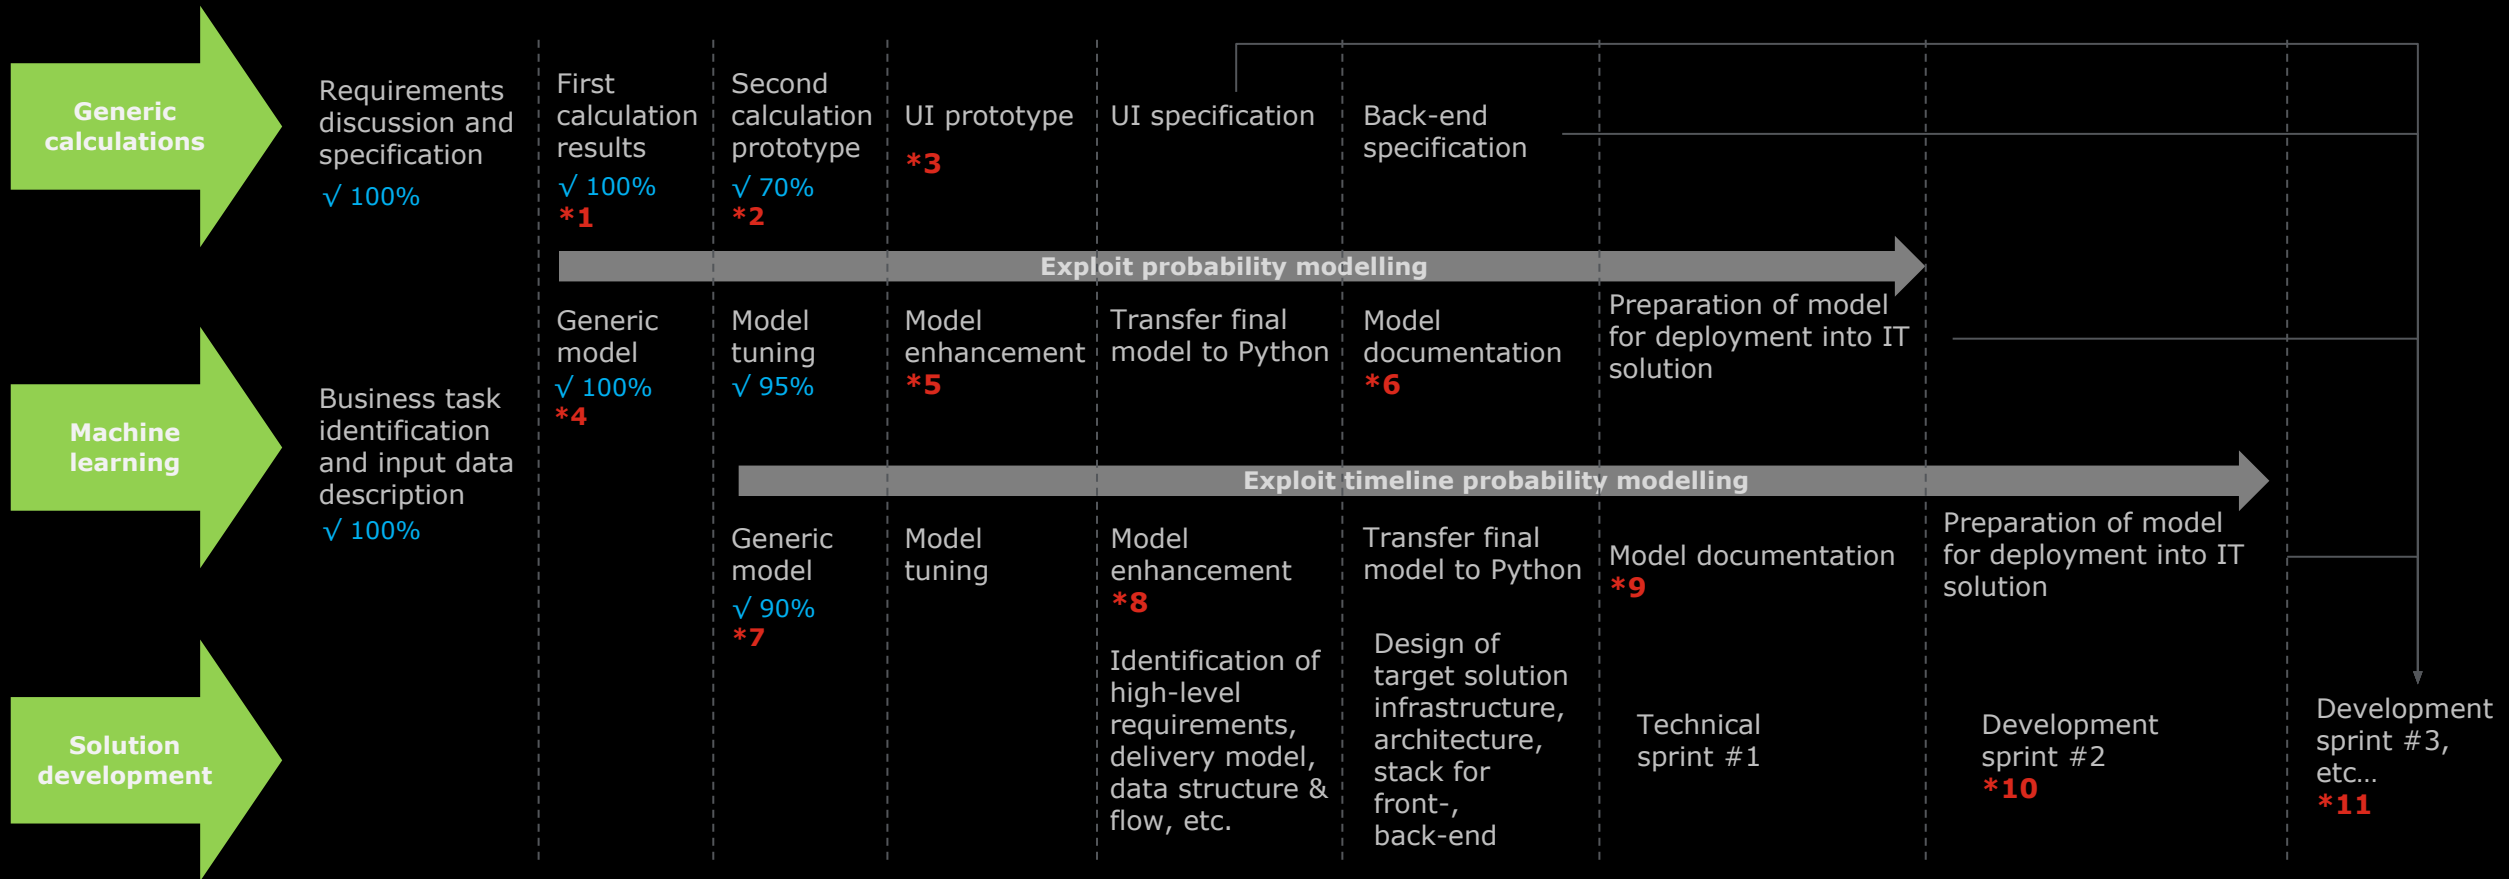 Generic
calculations
Requirements
discussion and
specification
√ 100%
First
calculation
results
√ 100%
*1
Second
calculation
prototype
√ 70%
*2
UI prototype
*3
UI specification
Back-end
specification
Exploit probability modelling
Machine
learning
Business task
identification
and input data
description
√ 100%
Generic
model
√ 100%
*4
Model
tuning
√ 95%
Model
enhancement
*5
Transfer final
model to Python
Model
documentation
*6
Preparation of model
for deployment into IT
solution
Exploit timeline probability modelling
Generic
model
√ 90%
*7
Model
tuning
Model
enhancement
*8
Transfer final
model to Python
Model documentation
*9
Preparation of model
for deployment into IT
solution
Solution
development
Identification of
high-level
requirements,
delivery model,
data structure &
flow, etc.
Design of
target solution
infrastructure,
architecture,
stack for
front-,
back-end
Technical
sprint #1
Development
sprint #2
*10
Development
sprint #3,
etc…
*11